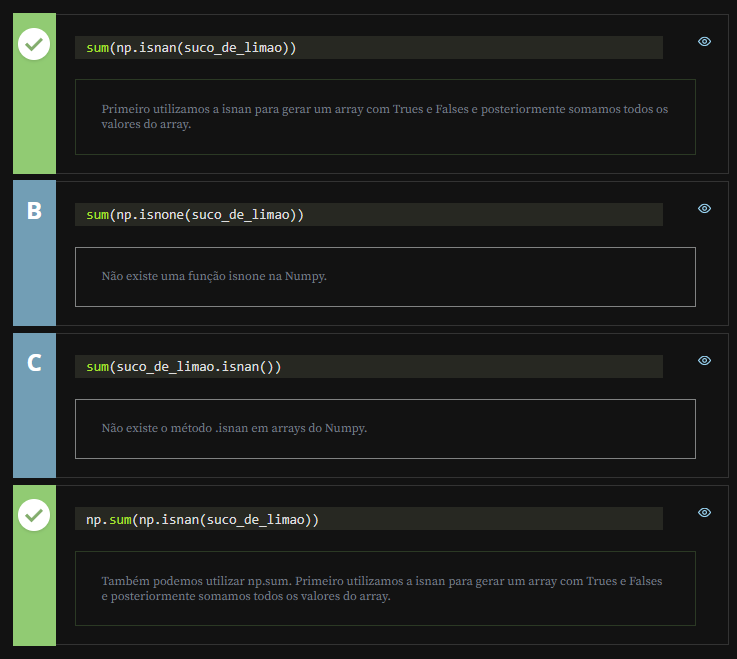 sum(np.isnan(suco_de_limao))
Primeiro utilizamos a isnan para gerar um array com Trues e Falses e posteriormente somamos todos os
valores do array.
B
sum(np.isnone(suco_de_limao))
Não existe uma função isnone na Numpy.
C
sum(suco_de_limao.isnan())
Não existe o método .isnan em arrays do Numpy.
np.sum(np.isnan(suco_de_limao))
Também podemos utilizar np.sum. Primeiro utilizamos a isnan para gerar um array com Trues e Falses
e posteriormente somamos todos os valores do array.